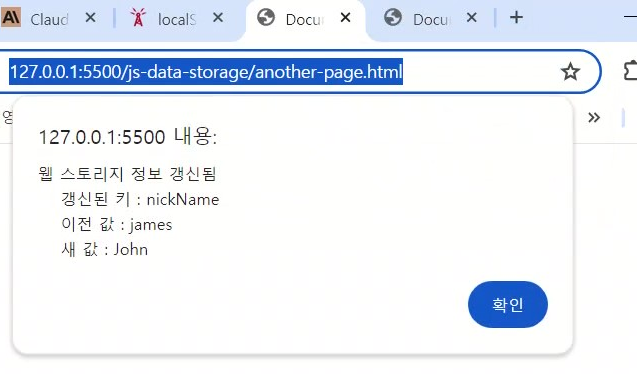 Claud
localS
Docu
Docu
127.0.0.1:5500/js-data-storage/another-page.html
127.0.0.1:5500 내용:
웹 스토리지 정보 갱신됨
갱신된 키 : nickName
이전 값 : james
새 값 : John
확인